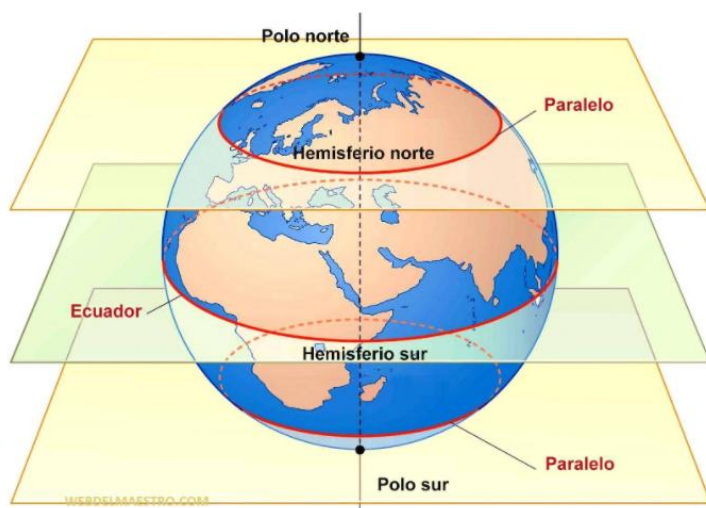 Polo norte
Paralelo
Hemisferio norte
Ecuador
Hemisferio sur
Paralelo
Polo sur
WEBDELMAESTRO.COM